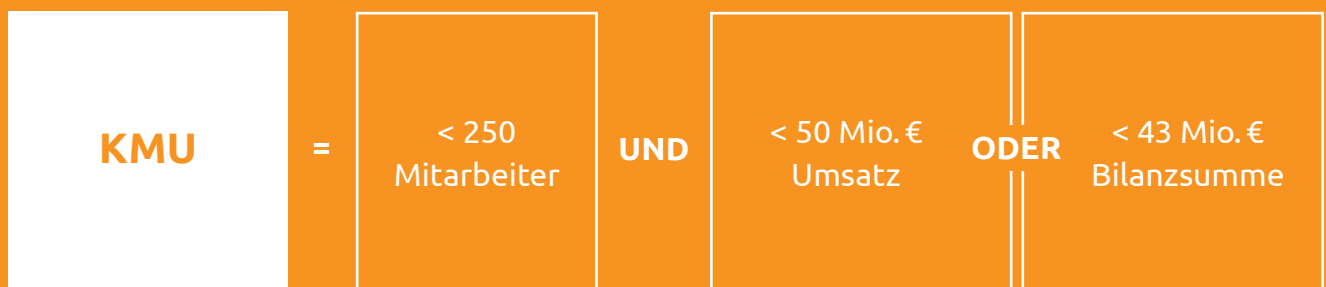 KMU
=
< 250
Mitarbeiter
UND
< 50 Mio. €
Umsatz
ODER
< 43 Mio. €
Bilanzsumme